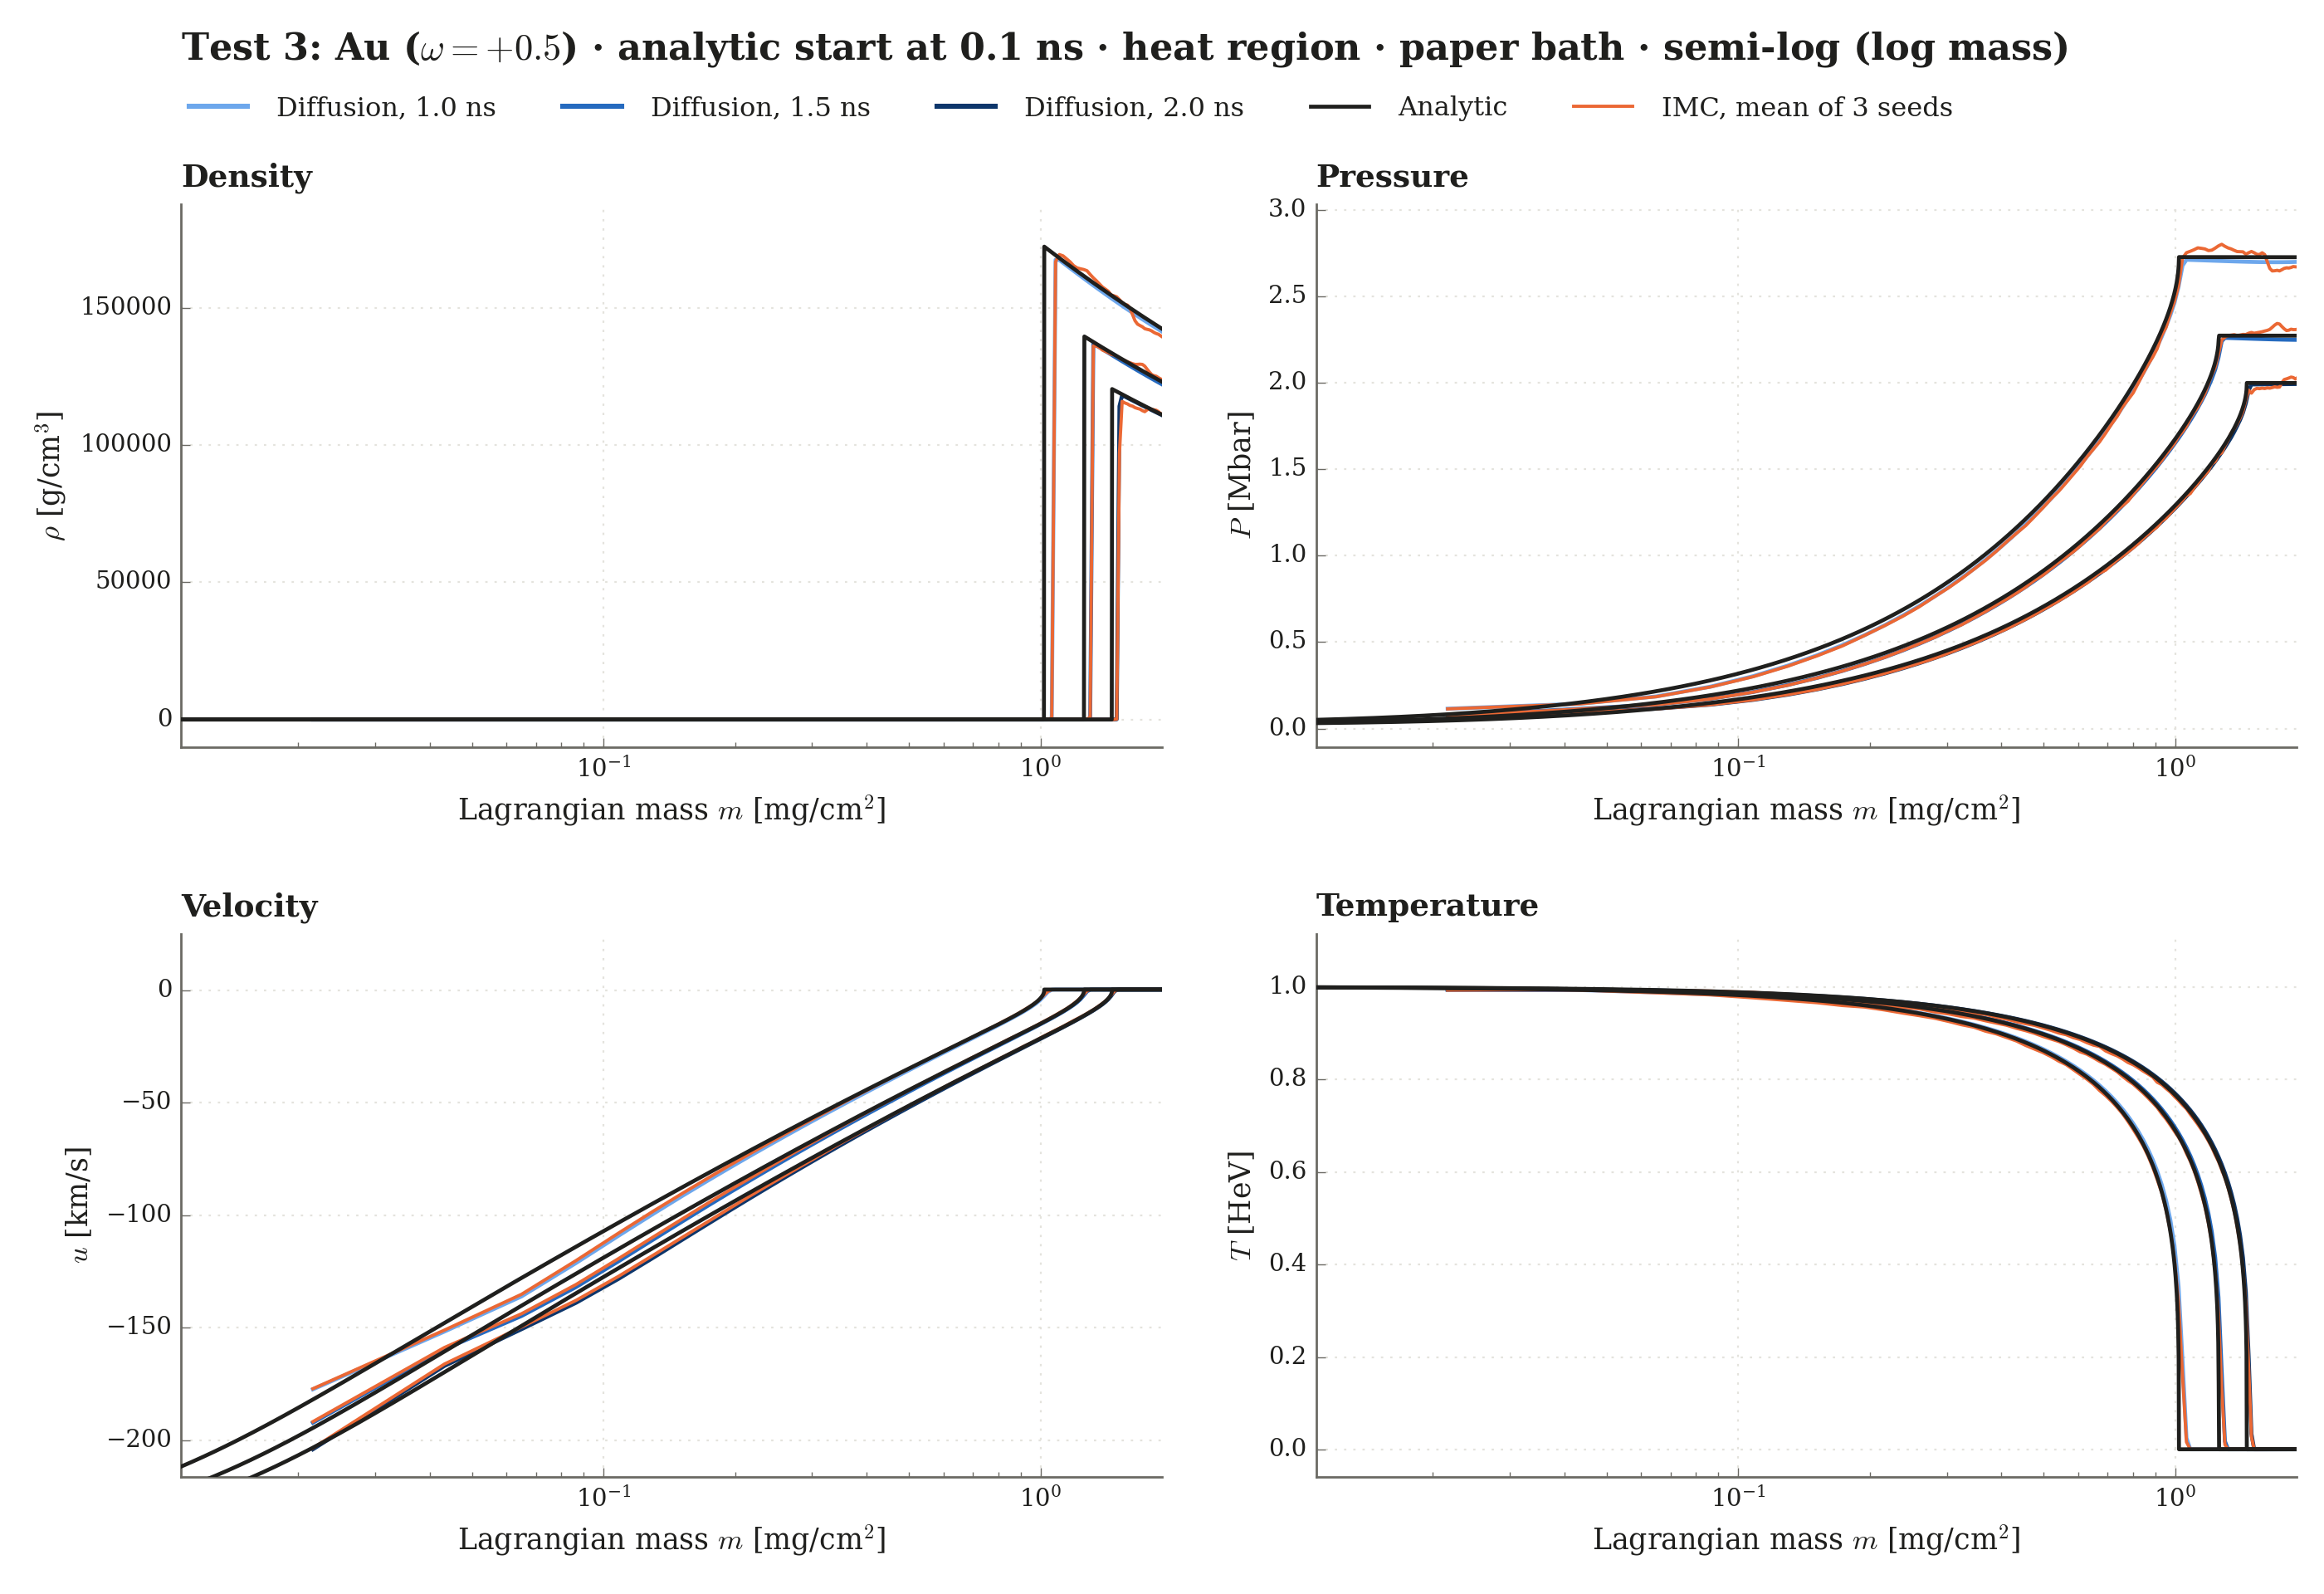 Test 3: Au (ω = +0.5) · analytic start at 0.1 ns · heat region · paper bath · semi-log (log mass)
Diffusion, 1.0 ns Diffusion, 1.5 ns Diffusion, 2.0 ns Analytic IMC, mean of 3 seeds
Density
ρ [g/cm³]
150000
100000
50000
0
10⁻¹ 10⁰
Lagrangian mass m [mg/cm²]
Pressure
P [Mbar]
3.0
2.5
2.0
1.5
1.0
0.5
0.0
10⁻¹ 10⁰
Lagrangian mass m [mg/cm²]
Velocity
u [km/s]
0
−50
−100
−150
−200
10⁻¹ 10⁰
Lagrangian mass m [mg/cm²]
Temperature
T [HeV]
1.0
0.8
0.6
0.4
0.2
0.0
10⁻¹ 10⁰
Lagrangian mass m [mg/cm²]